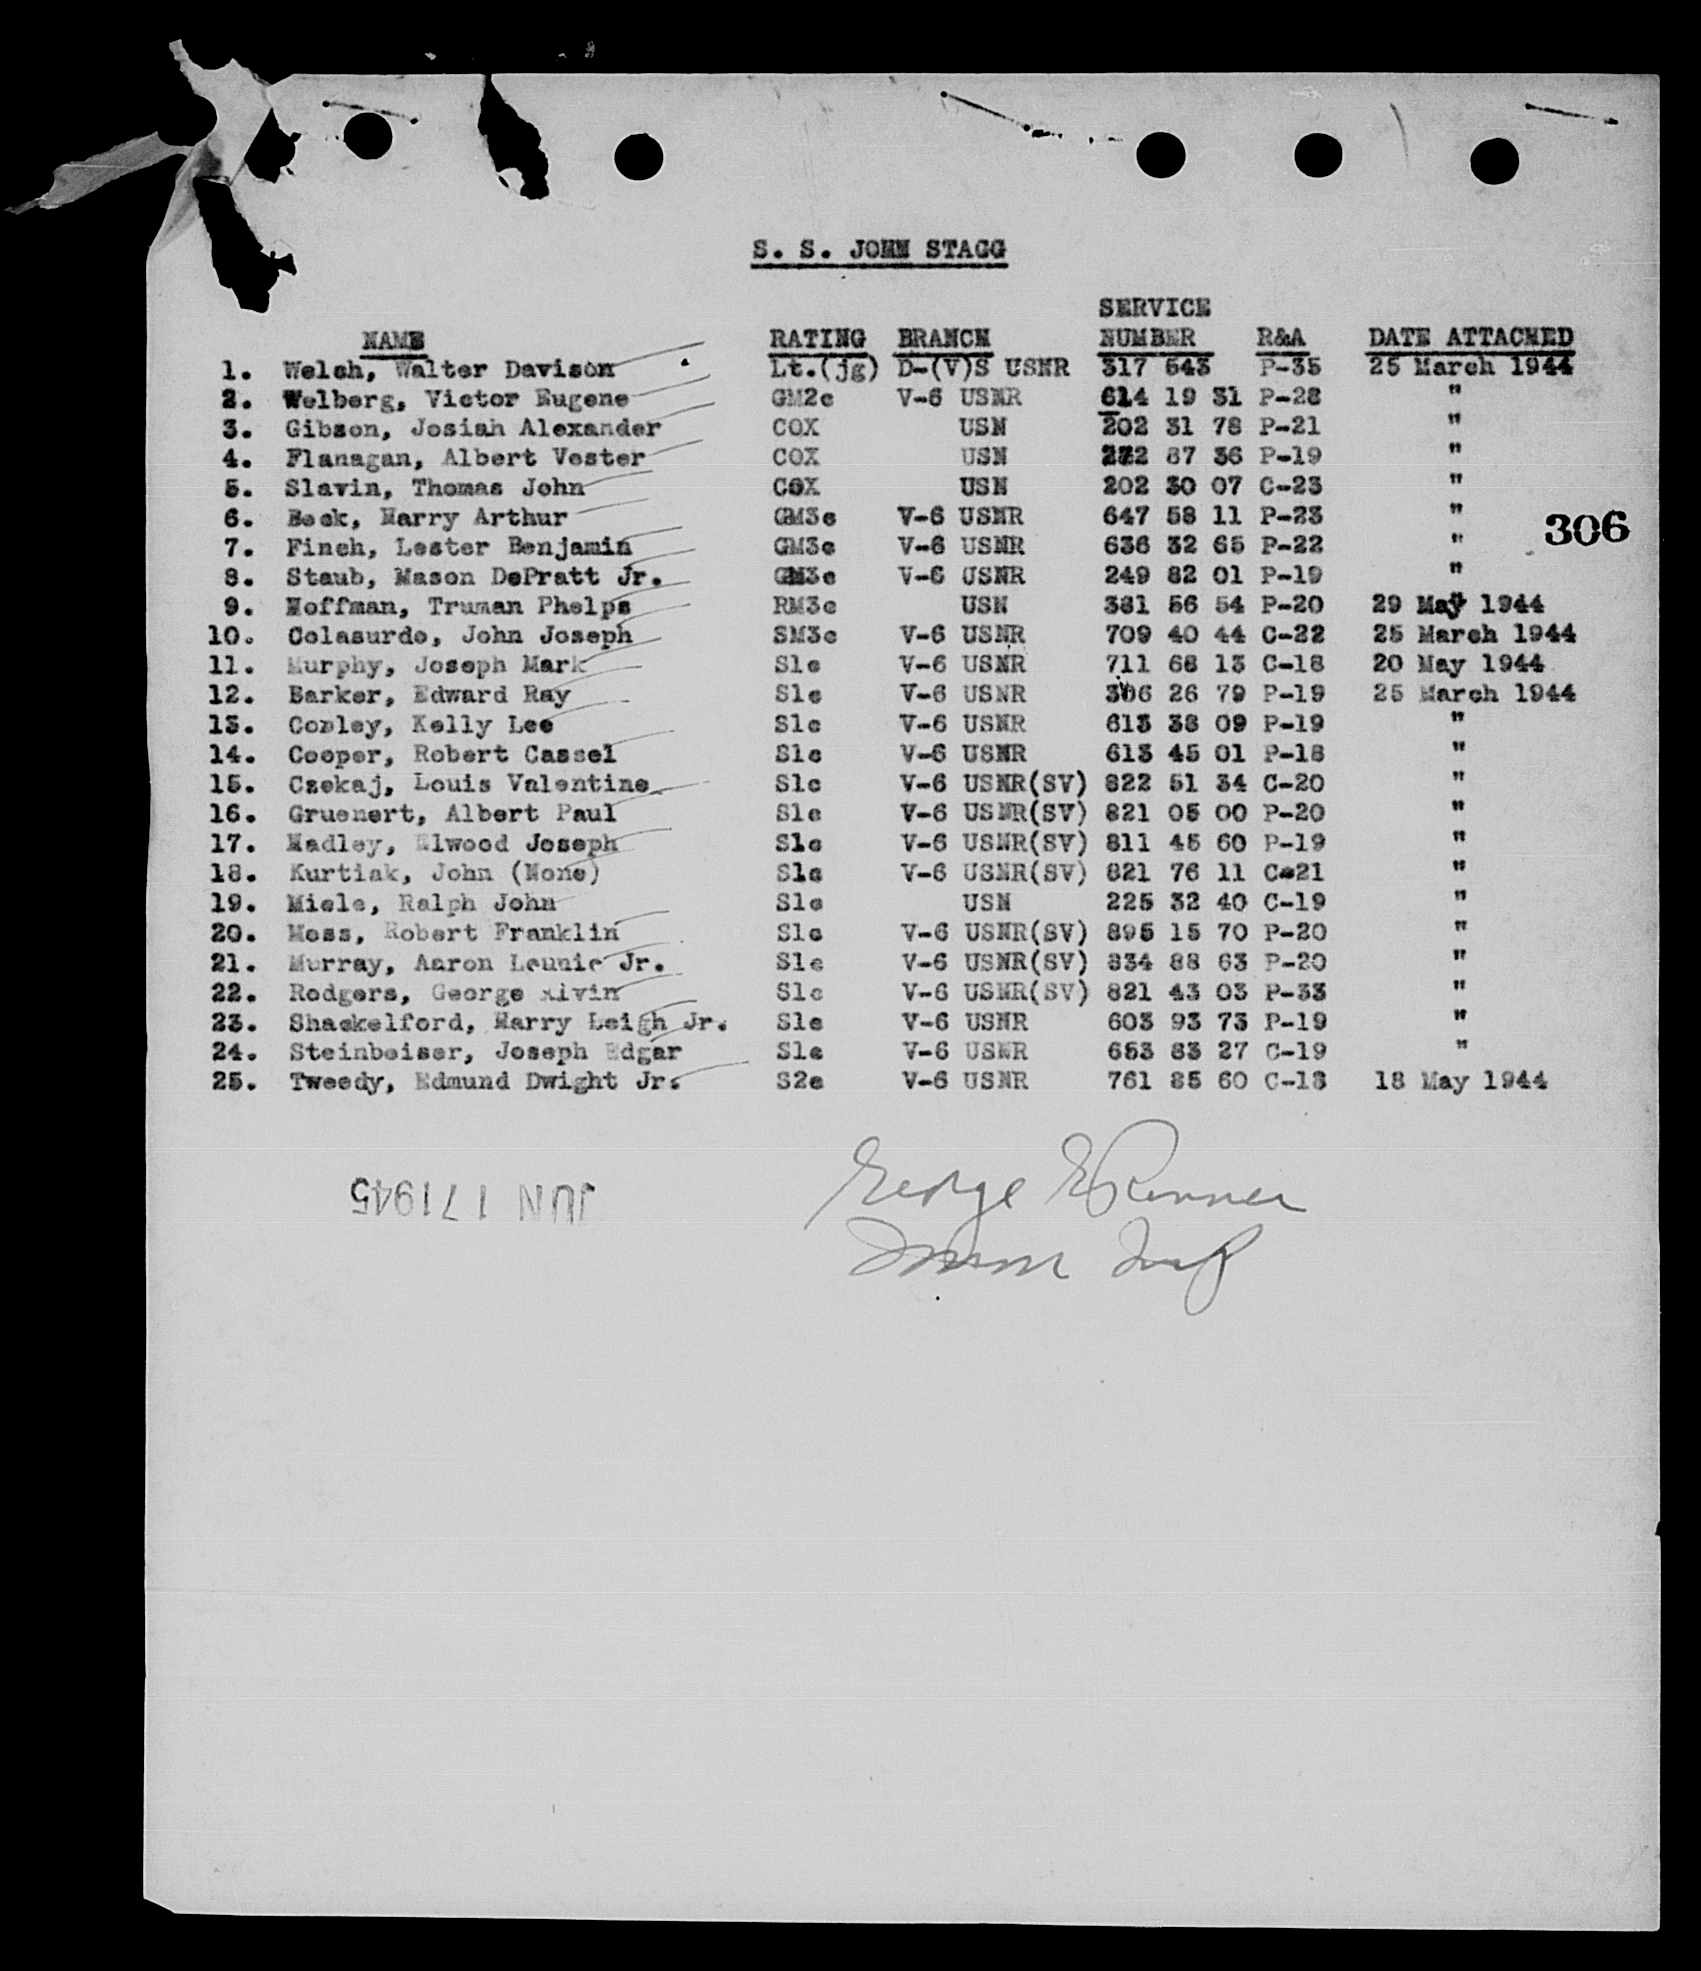 S. S. JOHN STAGG
SERVICE
NAME RATING BRANCH NUMBER R&A DATE ATTACHED
1. Welch, Walter Davison Lt.(jg) D-(V)S USNR 317 543 P-35 25 March 1944
2. Welberg, Victor Eugene GM2c V-6 USNR 614 19 31 P-28 "
3. Gibson, Josiah Alexander COX USN 202 31 78 P-21 "
4. Flanagan, Albert Vester COX USN 272 87 36 P-19 "
5. Slavin, Thomas John COX USN 202 30 07 C-23 "
6. Beck, Harry Arthur GM3c V-6 USNR 647 58 11 P-23 "
306
7. Finch, Lester Benjamin GM3c V-6 USNR 636 32 65 P-22 "
8. Staub, Mason DePratt Jr. GM3c V-6 USNR 249 82 01 P-19 "
9. Hoffman, Truman Phelps RM3c USN 381 56 54 P-20 29 May 1944
10. Colasurdo, John Joseph SM3c V-6 USNR 709 40 44 C-22 25 March 1944
11. Murphy, Joseph Mark S1c V-6 USNR 711 68 13 C-18 20 May 1944
12. Barker, Edward Ray S1c V-6 USNR 306 26 79 P-19 25 March 1944
13. Conley, Kelly Lee S1c V-6 USNR 613 38 09 P-19 "
14. Cooper, Robert Cassel S1c V-6 USNR 613 45 01 P-18 "
15. Czekaj, Louis Valentine S1c V-6 USNR(SV) 822 51 34 C-20 "
16. Gruenert, Albert Paul S1c V-6 USNR(SV) 821 05 00 P-20 "
17. Hadley, Elwood Joseph S1c V-6 USNR(SV) 811 45 60 P-19 "
18. Kurtiak, John (None) S1c V-6 USNR(SV) 821 76 11 C-21 "
19. Miele, Ralph John S1c USN 225 32 40 C-19 "
20. Moss, Robert Franklin S1c V-6 USNR(SV) 895 15 70 P-20 "
21. Murray, Aaron Lounie Jr. S1c V-6 USNR(SV) 834 88 63 P-20 "
22. Rodgers, George Alvin S1c V-6 USNR(SV) 821 43 03 P-33 "
23. Shackelford, Harry Leigh Jr. S1c V-6 USNR 603 93 73 P-19 "
24. Steinbeiser, Joseph Edgar S1c V-6 USNR 653 83 27 C-19 "
25. Tweedy, Edmund Dwight Jr. S2c V-6 USNR 761 85 60 C-18 18 May 1944
George E Renner
JUN 17 1945